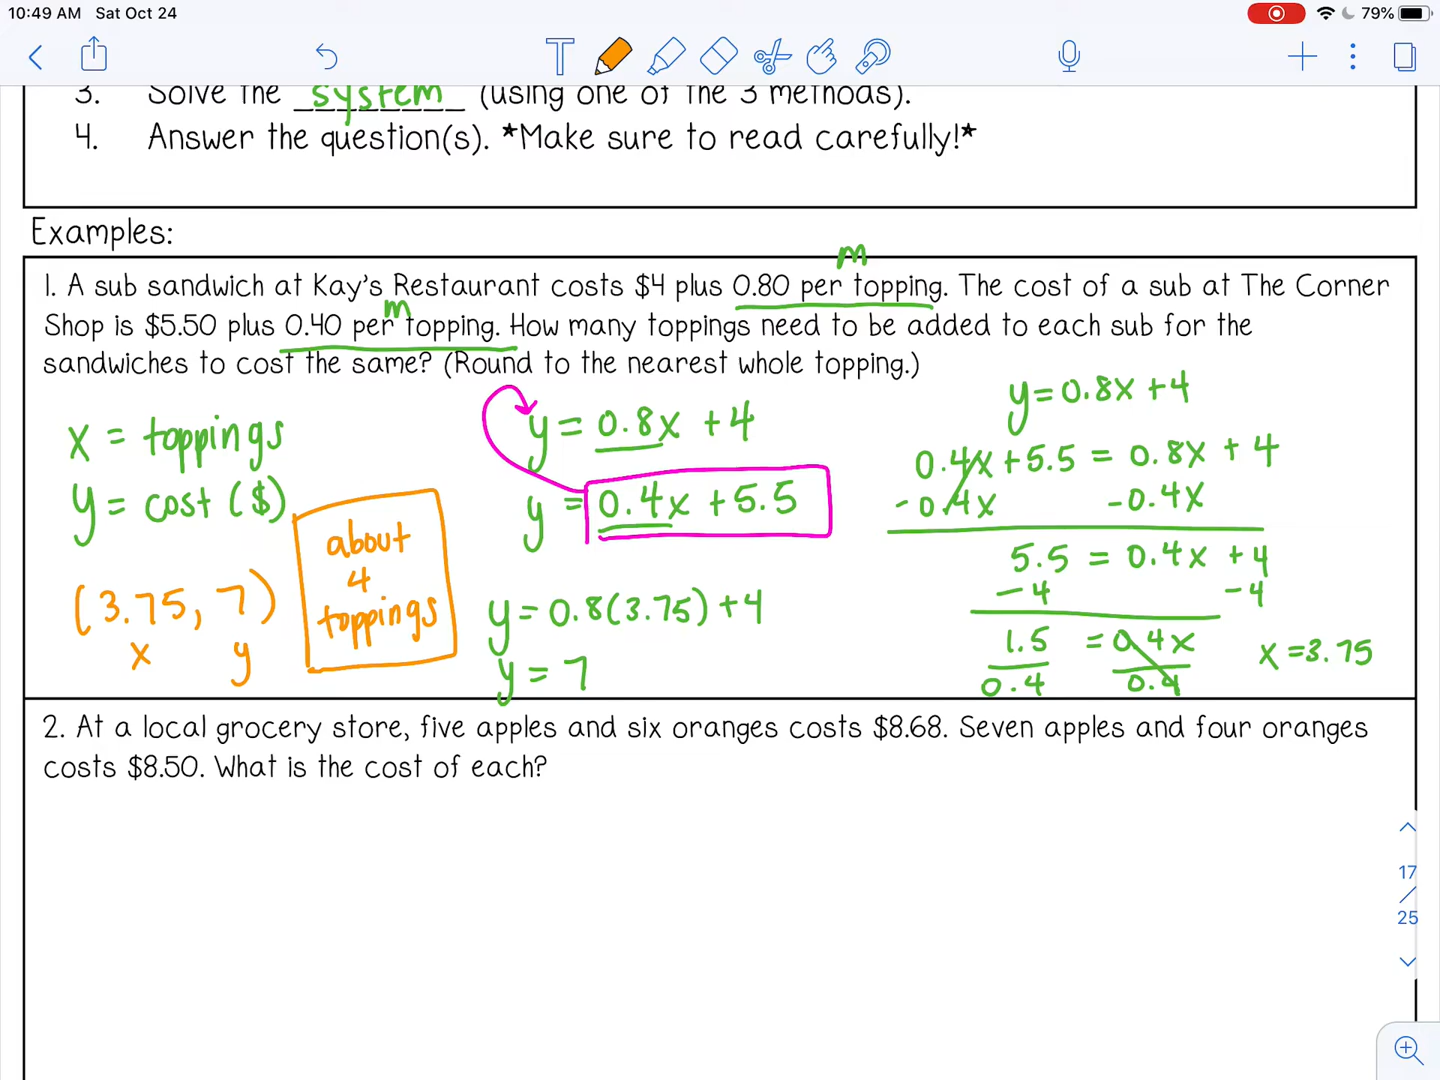 10:49 AM Sat Oct 24
79%
3. Solve the system (using one of the 3 methods).
4. Answer the question(s). *Make sure to read carefully!*
Examples:
m
1. A sub sandwich at Kay's Restaurant costs $4 plus 0.80 per topping. The cost of a sub at The Corner
m
Shop is $5.50 plus 0.40 per topping. How many toppings need to be added to each sub for the
sandwiches to cost the same? (Round to the nearest whole topping.)
x = toppings
y = cost ($)
(3.75, 7)
x y
about
4
toppings
y = 0.8x + 4
y = 0.4x + 5.5
y = 0.8(3.75) + 4
y = 7
y = 0.8x + 4
0.4x + 5.5 = 0.8x + 4
-0.4x -0.4x
5.5 = 0.4x + 4
-4 -4
1.5 = 0.4x
0.4 0.4
x = 3.75
2. At a local grocery store, five apples and six oranges costs $8.68. Seven apples and four oranges
costs $8.50. What is the cost of each?
17
/
25